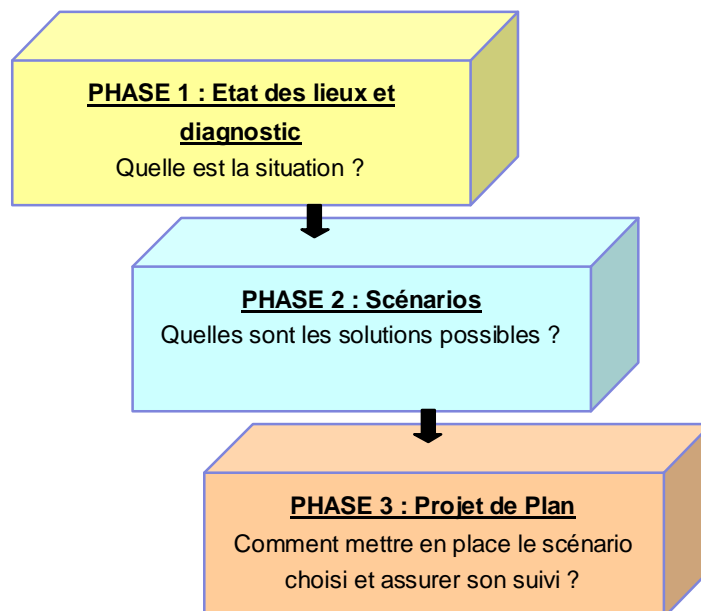 PHASE 1 : Etat des lieux et
diagnostic
Quelle est la situation ?
PHASE 2 : Scénarios
Quelles sont les solutions possibles ?
PHASE 3 : Projet de Plan
Comment mettre en place le scénario
choisi et assurer son suivi ?